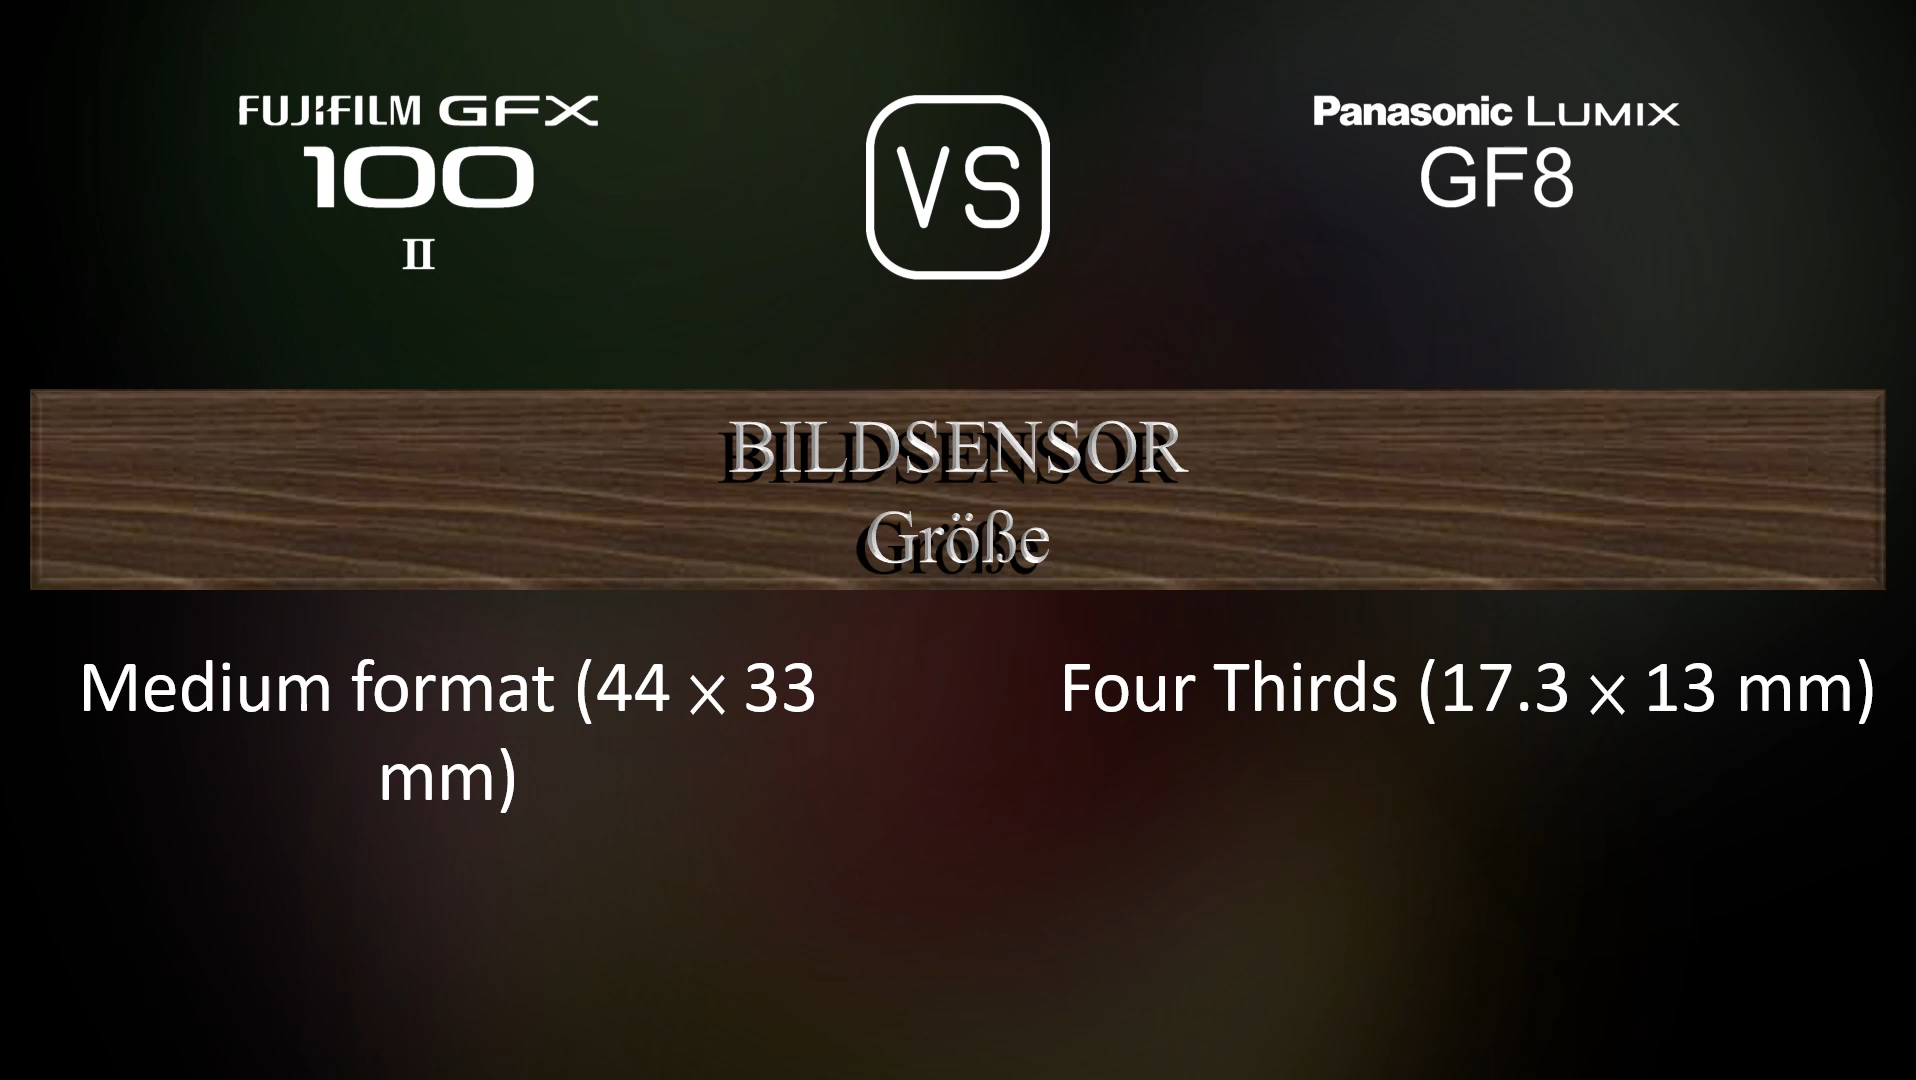 FUJIFILM GFX
100
II
VS
Panasonic LUMIX
GF8
BILDSENSOR
Größe
Medium format (44 x 33
mm)
Four Thirds (17.3 x 13 mm)